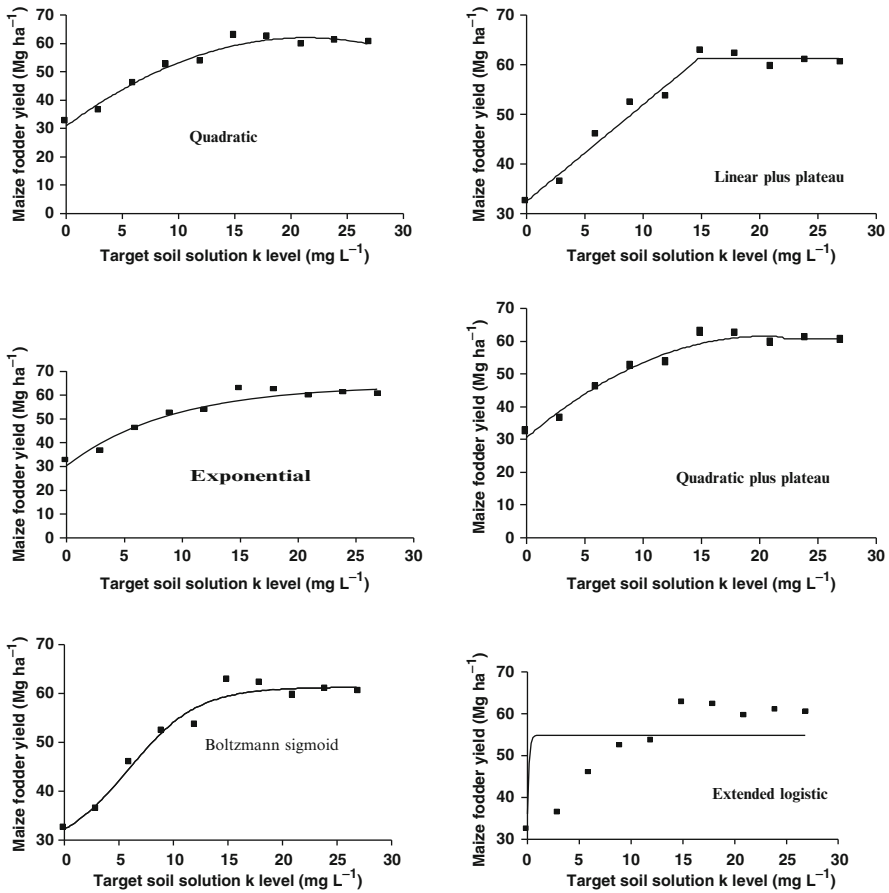 Maize fodder yield (Mg ha⁻¹)
70
60
50
40
30
20
10
0
Quadratic
0 5 10 15 20 25 30
Target soil solution k level (mg L⁻¹)
Maize fodder yield (Mg ha⁻¹)
70
60
50
40
30
Linear plus plateau
0 5 10 15 20 25 30
Target soil solution k level (mg L⁻¹)
Maize fodder yield (Mg ha⁻¹)
70
60
50
40
30
20
10
0
Exponential
0 5 10 15 20 25 30
Target soil solution k level (mg L⁻¹)
Maize fodder yield (Mg ha⁻¹)
70
60
50
40
30
20
10
0
Quadratic plus plateau
0 5 10 15 20 25 30
Target soil solution k level (mg L⁻¹)
Maize fodder yield (Mg ha⁻¹)
70
60
50
40
30
Boltzmann sigmoid
0 5 10 15 20 25 30
Target soil solution k level (mg L⁻¹)
Maize fodder yield (Mg ha⁻¹)
70
60
50
40
30
Extended logistic
0 5 10 15 20 25 30
Target soil solution k level (mg L⁻¹)